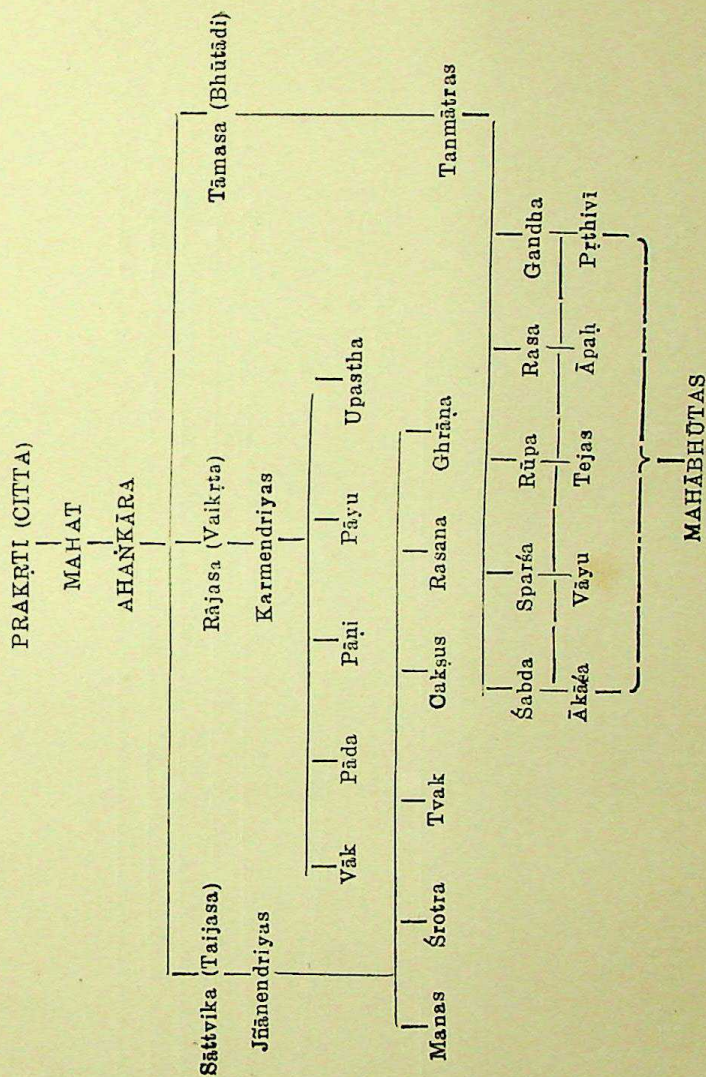 PRAKṚTI (CITTA)
MAHAT
AHAṄKĀRA
Sāttvika (Taijasa) Rājasa (Vaikṛta) Tāmasa (Bhūtādi)
Jñānendriyas Karmendriyas
Vāk Pāda Pāṇi Pāyu Upastha
Manas Śrotra Tvak Cakṣus Rasana Ghrāṇa Tanmātras
Śabda Sparśa Rūpa Rasa Gandha
Ākāśa Vāyu Tejas Āpaḥ Pṛthivī
MAHĀBHŪTAS